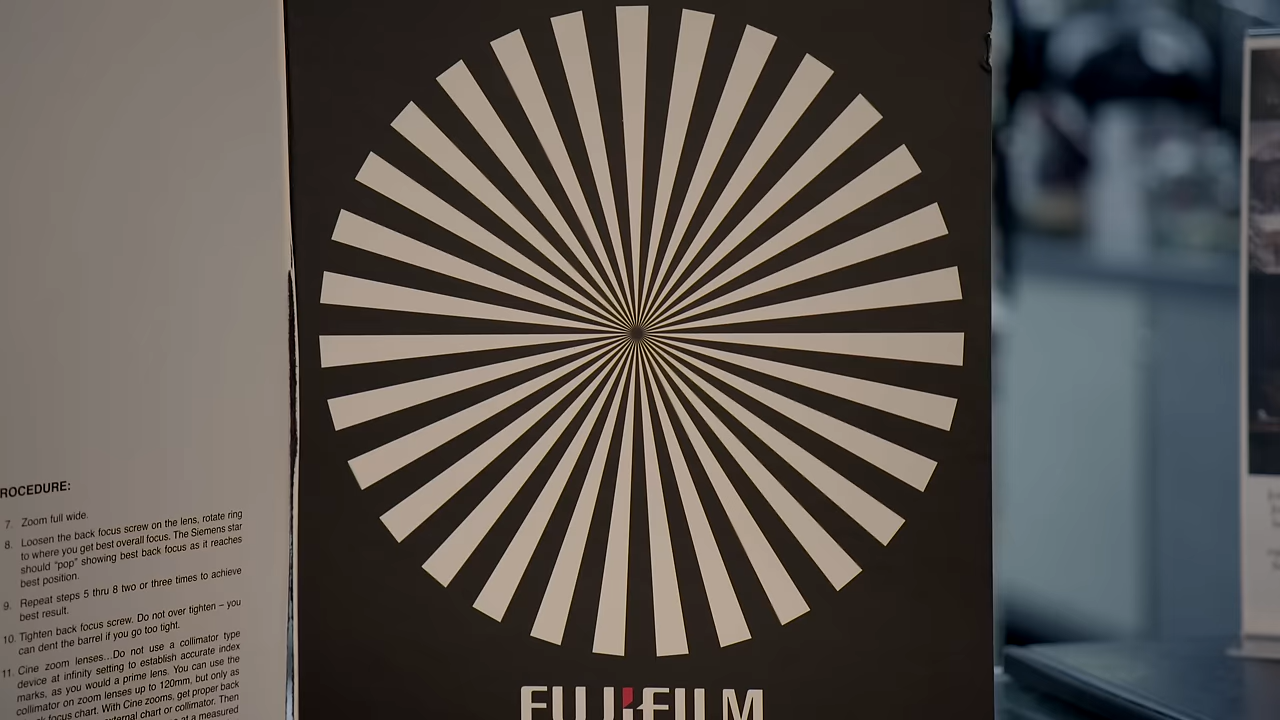 ROCEDURE:
7. Zoom full wide.
8. Loosen the back focus screw on the lens, rotate ring
to where you get best overall focus. The Siemens star
should “pop” showing best back focus as it reaches
best position.
9. Repeat steps 5 thru 8 two or three times to achieve
best result.
10. Tighten back focus screw. Do not over tighten – you
can dent the barrel if you go too tight.
11. Cine zoom lenses...Do not use a collimator type
device at infinity setting to establish accurate index
marks, as you would a prime lens. You can use the
collimator on zoom lenses up to 120mm, but only as
focus chart. With Cine zooms, get proper back
external chart or collimator. Then
at a measured
FUJIFILM